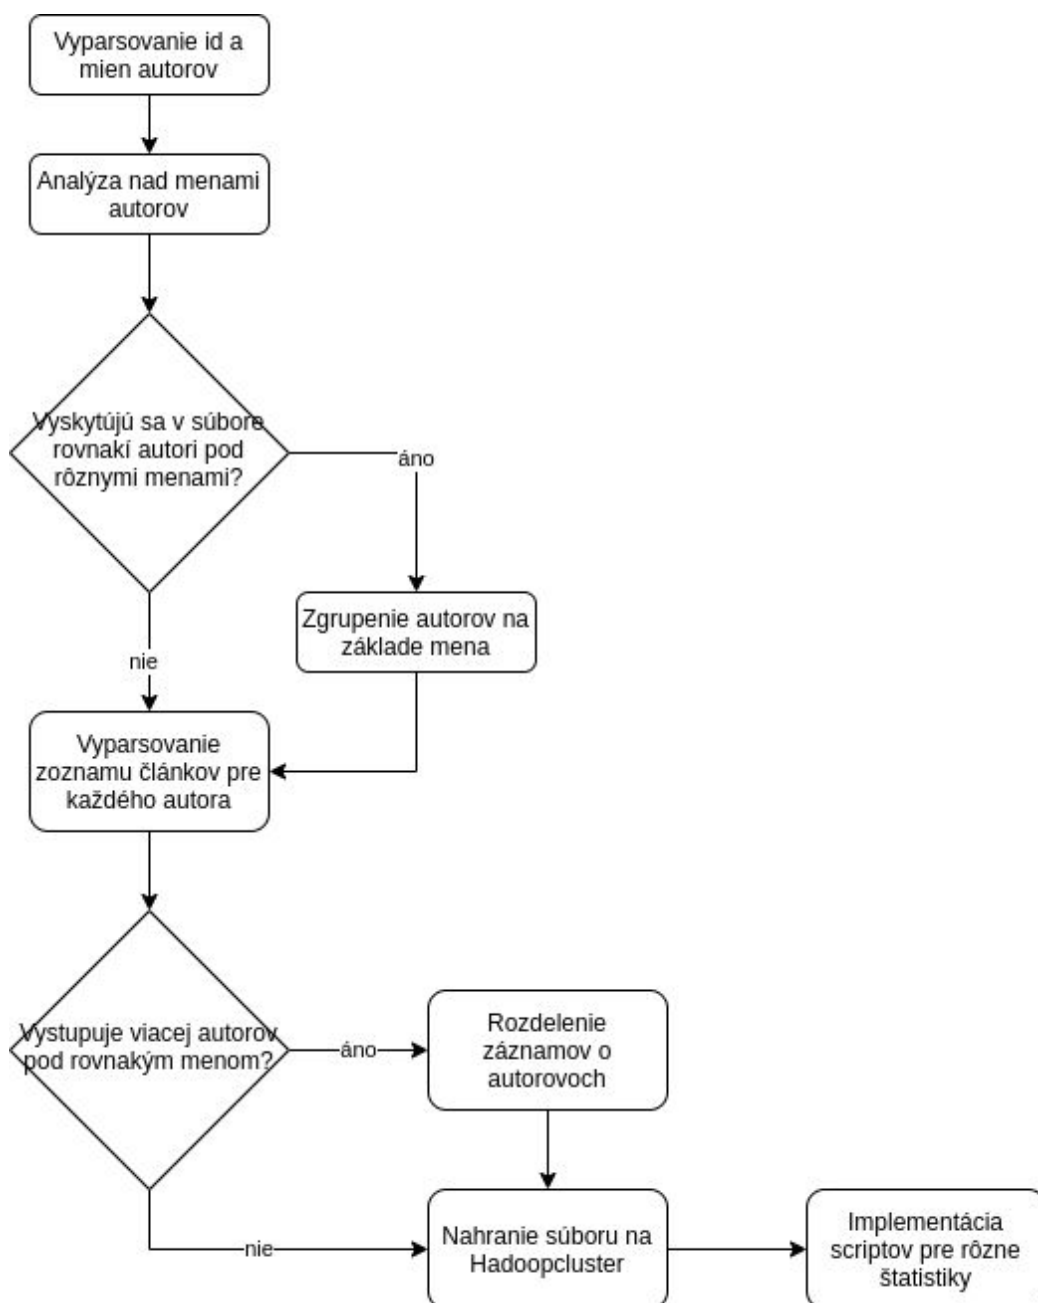 Vyparsovanie id a
mien autorov
Analýza nad menami
autorov
Vyskytújú sa v súbore
rovnakí autori pod
rôznymi menami?
áno
Zgrupenie autorov na
základe mena
nie
Vyparsovanie
zoznamu článkov pre
každého autora
Vystupuje viacej autorov
pod rovnakým menom?
áno
Rozdelenie
záznamov o
autorovoch
nie
Nahranie súboru na
Hadoopcluster
Implementácia
scriptov pre rôzne
štatistiky